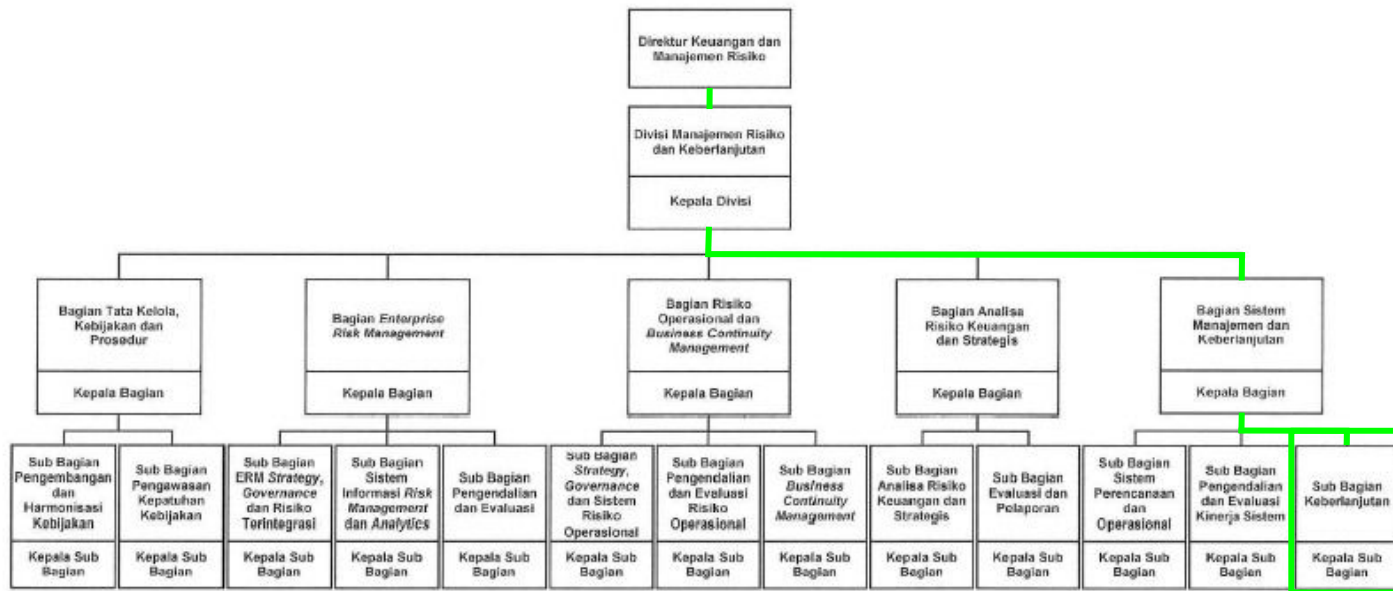 Direktur Keuangan dan
Manajemen Risiko
Divisi Manajemen Risiko
dan Keberlanjutan
Kepala Divisi
Bagian Tata Kelola,
Kebijakan dan
Prosedur
Kepala Bagian
Bagian Enterprise
Risk Management
Kepala Bagian
Bagian Risiko
Operasional dan
Business Continuity
Management
Kepala Bagian
Bagian Analisa
Risiko Keuangan
dan Strategis
Kepala Bagian
Bagian Sistem
Manajemen dan
Keberlanjutan
Kepala Bagian
Sub Bagian
Pengembangan
dan
Harmonisasi
Kebijakan
Kepala Sub
Bagian
Sub Bagian
Pengawasan
Kepatuhan
Kebijakan
Kepala Sub
Bagian
Sub Bagian
ERM Strategy,
Governance
dan Risiko
Terintegrasi
Kepala Sub
Bagian
Sub Bagian
Sistem
Informasi Risk
Management
dan Analytics
Kepala Sub
Bagian
Sub Bagian
Pengendalian
dan Evaluasi
Kepala Sub
Bagian
Sub Bagian
Strategy,
Governance
dan Sistem
Risiko
Operasional
Kepala Sub
Bagian
Sub Bagian
Pengendalian
dan Evaluasi
Risiko
Operasional
Kepala Sub
Bagian
Sub Bagian
Business
Continuity
Management
Kepala Sub
Bagian
Sub Bagian
Analisa Risiko
Keuangan dan
Strategis
Kepala Sub
Bagian
Sub Bagian
Evaluasi dan
Pelaporan
Kepala Sub
Bagian
Sub Bagian
Sistem
Perencanaan
dan
Operasional
Kepala Sub
Bagian
Sub Bagian
Pengendalian
dan Evaluasi
Kinerja Sistem
Kepala Sub
Bagian
Sub Bagian
Keberlanjutan
Kepala Sub
Bagian